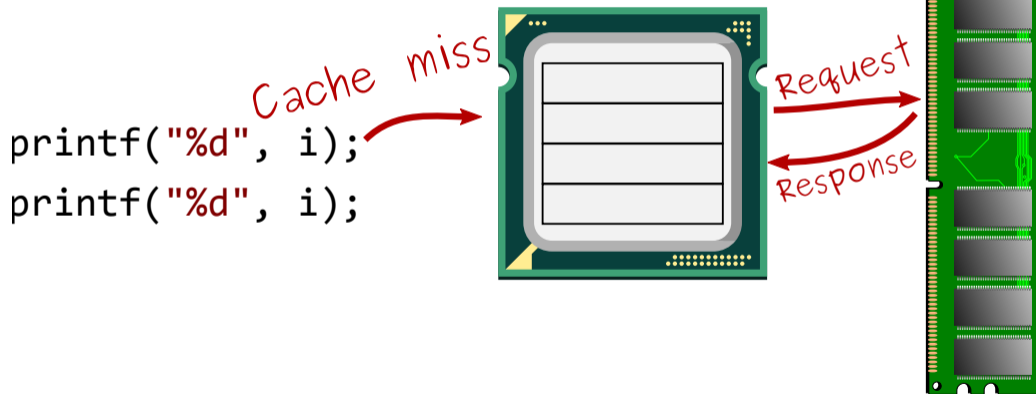 Cache miss
printf("%d", i);
printf("%d", i);
Request
Response